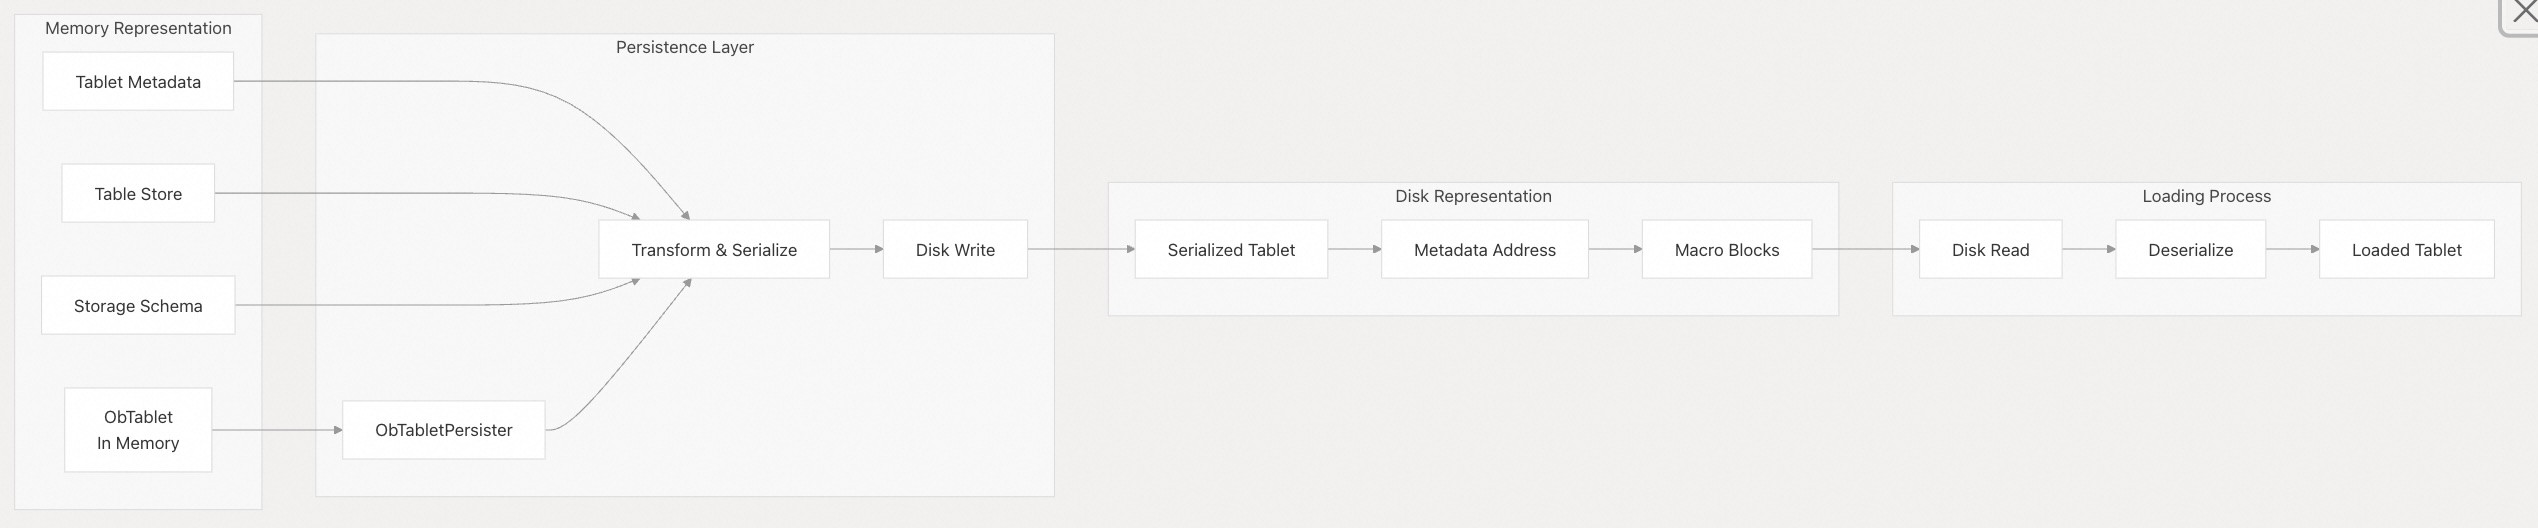 Memory Representation
Tablet Metadata
Table Store
Storage Schema
ObTablet
In Memory
Persistence Layer
ObTabletPersister
Transform & Serialize
Disk Write
Disk Representation
Serialized Tablet
Metadata Address
Macro Blocks
Loading Process
Disk Read
Deserialize
Loaded Tablet